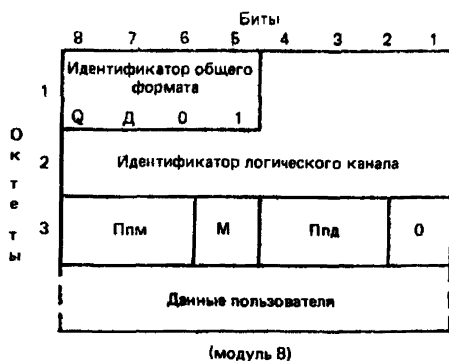 Биты
8 7 6 5 4 3 2 1
Идентификатор общего
формата
1
Q Д 0 1
Октеты
2 Идентификатор логического канала
3 Ппм М Ппд 0
Данные пользователя
(модуль 8)